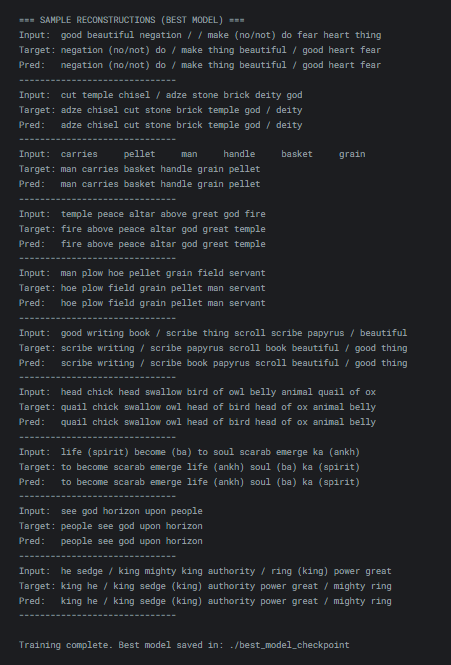 === SAMPLE RECONSTRUCTIONS (BEST MODEL) ===
Input:  good beautiful negation / / make (no/not) do fear heart thing
Target: negation (no/not) do / make thing beautiful / good heart fear
Pred:   negation (no/not) do / make thing beautiful / good heart fear
------------------------------
Input:  cut temple chisel / adze stone brick deity god
Target: adze chisel cut stone brick temple god / deity
Pred:   adze chisel cut stone brick temple god / deity
------------------------------
Input:  carries     pellet     man     handle     basket     grain
Target: man carries basket handle grain pellet
Pred:   man carries basket handle grain pellet
------------------------------
Input:  temple peace altar above great god fire
Target: fire above peace altar god great temple
Pred:   fire above peace altar god great temple
------------------------------
Input:  man plow hoe pellet grain field servant
Target: hoe plow field grain pellet man servant
Pred:   hoe plow field grain pellet man servant
------------------------------
Input:  good writing book / scribe thing scroll scribe papyrus / beautiful
Target: scribe writing / scribe papyrus scroll book beautiful / good thing
Pred:   scribe writing / scribe book papyrus scroll beautiful / good thing
------------------------------
Input:  head chick head swallow bird of owl belly animal quail of ox
Target: quail chick swallow owl head of bird head of ox animal belly
Pred:   quail chick swallow owl head of bird head of ox animal belly
------------------------------
Input:  life (spirit) become (ba) to soul scarab emerge ka (ankh)
Target: to become scarab emerge life (ankh) soul (ba) ka (spirit)
Pred:   to become scarab emerge life (ankh) soul (ba) ka (spirit)
------------------------------
Input:  see god horizon upon people
Target: people see god upon horizon
Pred:   people see god upon horizon
------------------------------
Input:  he sedge / king mighty king authority / ring (king) power great
Target: king he / king sedge (king) authority power great / mighty ring
Pred:   king he / king sedge (king) authority power great / mighty ring
------------------------------
Training complete. Best model saved in: ./best_model_checkpoint